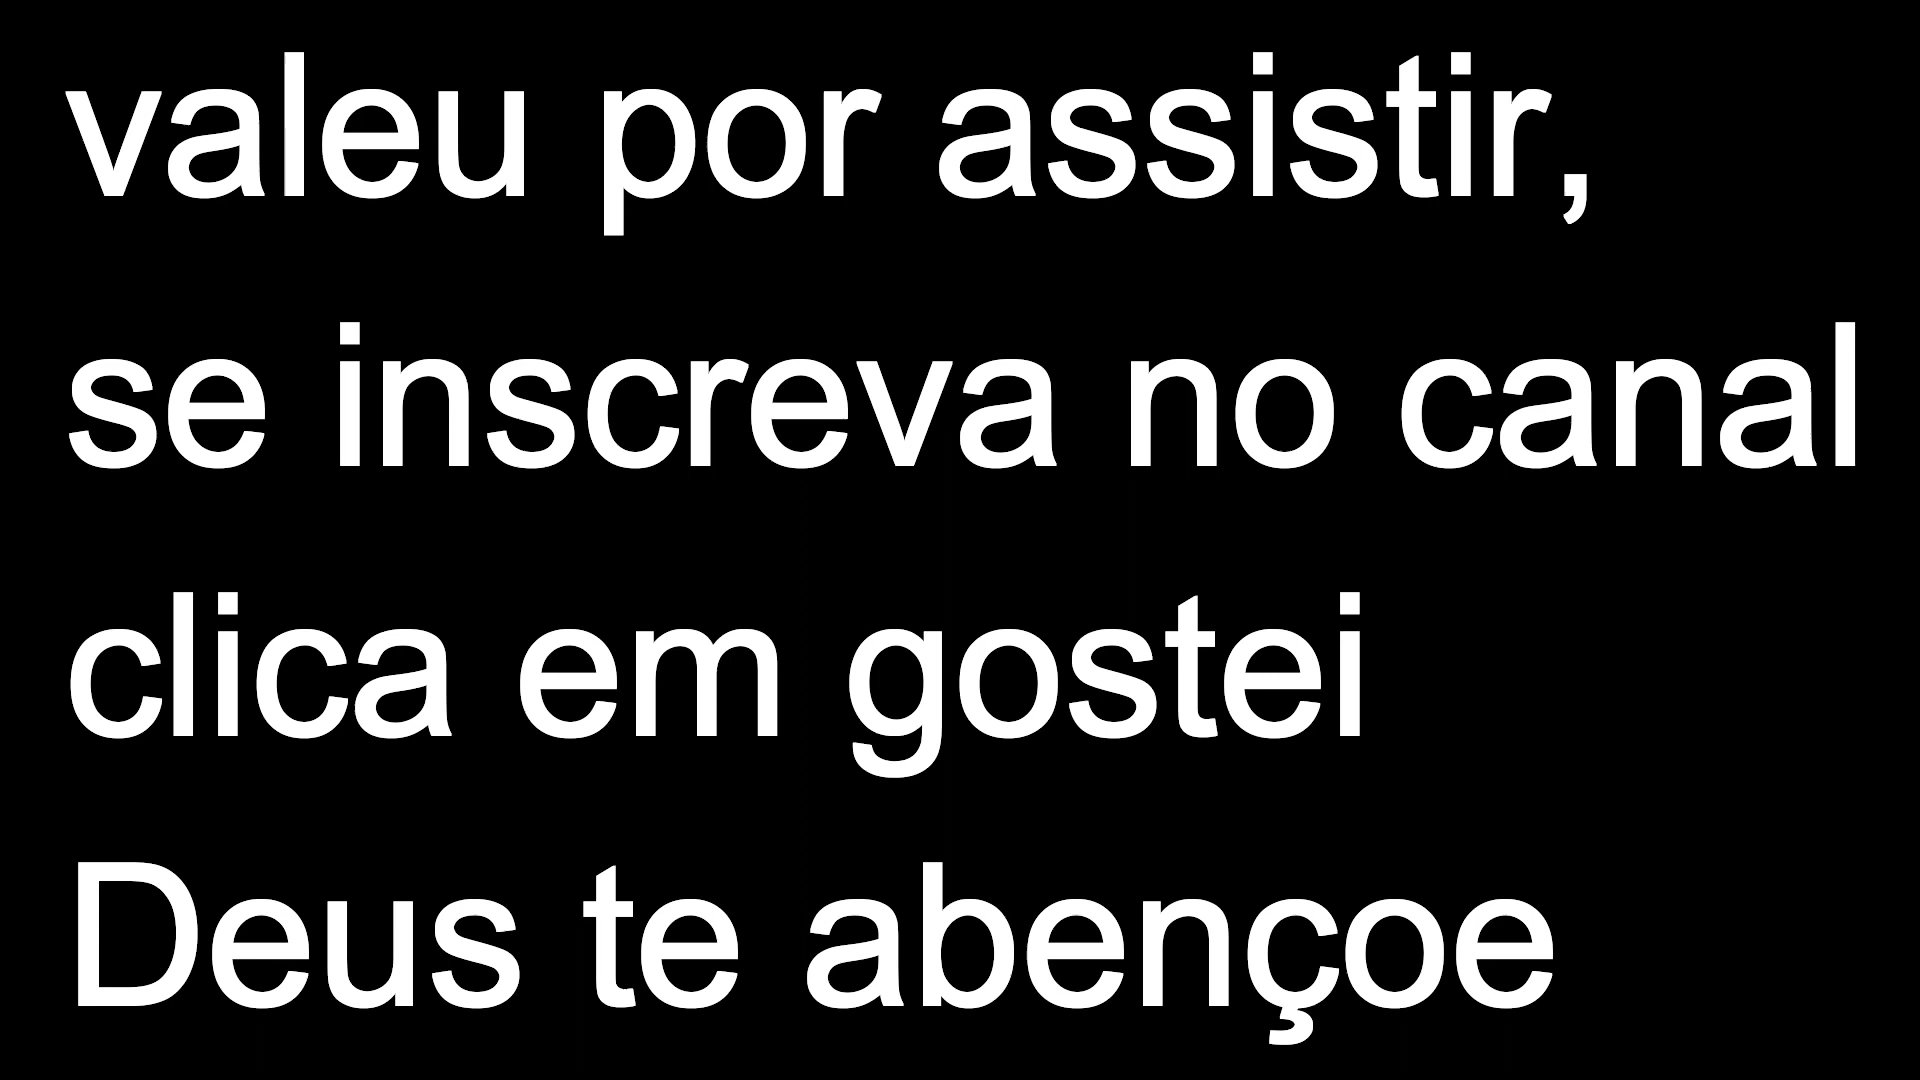 valeu por assistir,
se inscreva no canal
clica em gostei
Deus te abençoe